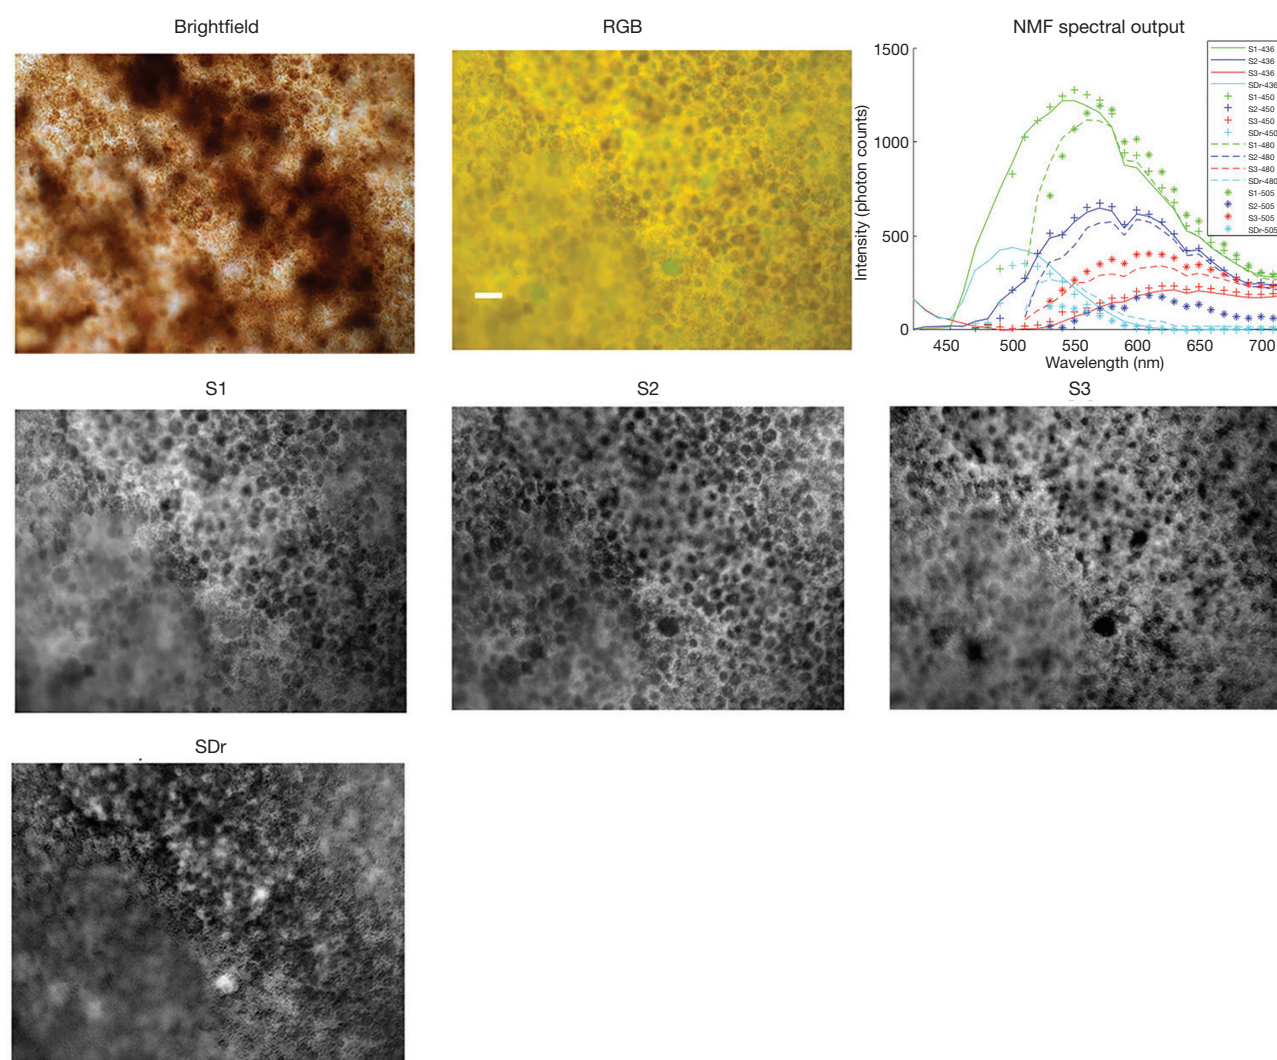 Brightfield
RGB
NMF spectral output
Intensity (photon counts)
1500
1000
500
0
450
500
550
600
650
700
Wavelength (nm)
S1-436
S2-436
S3-436
SDr-436
S1-450
S2-450
S3-450
SDr-450
S1-480
S2-480
S3-480
SDr-480
S1-505
S2-505
S3-505
SDr-505
S1
S2
S3
SDr